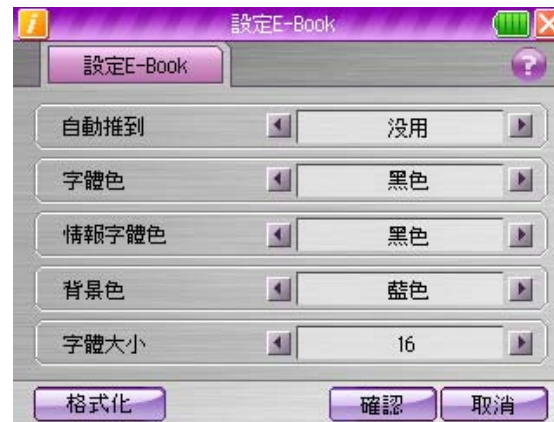 設定E-Book
設定E-Book
?
自動推到 没用
字體色 黑色
情報字體色 黑色
背景色 藍色
字體大小 16
格式化 確認 取消